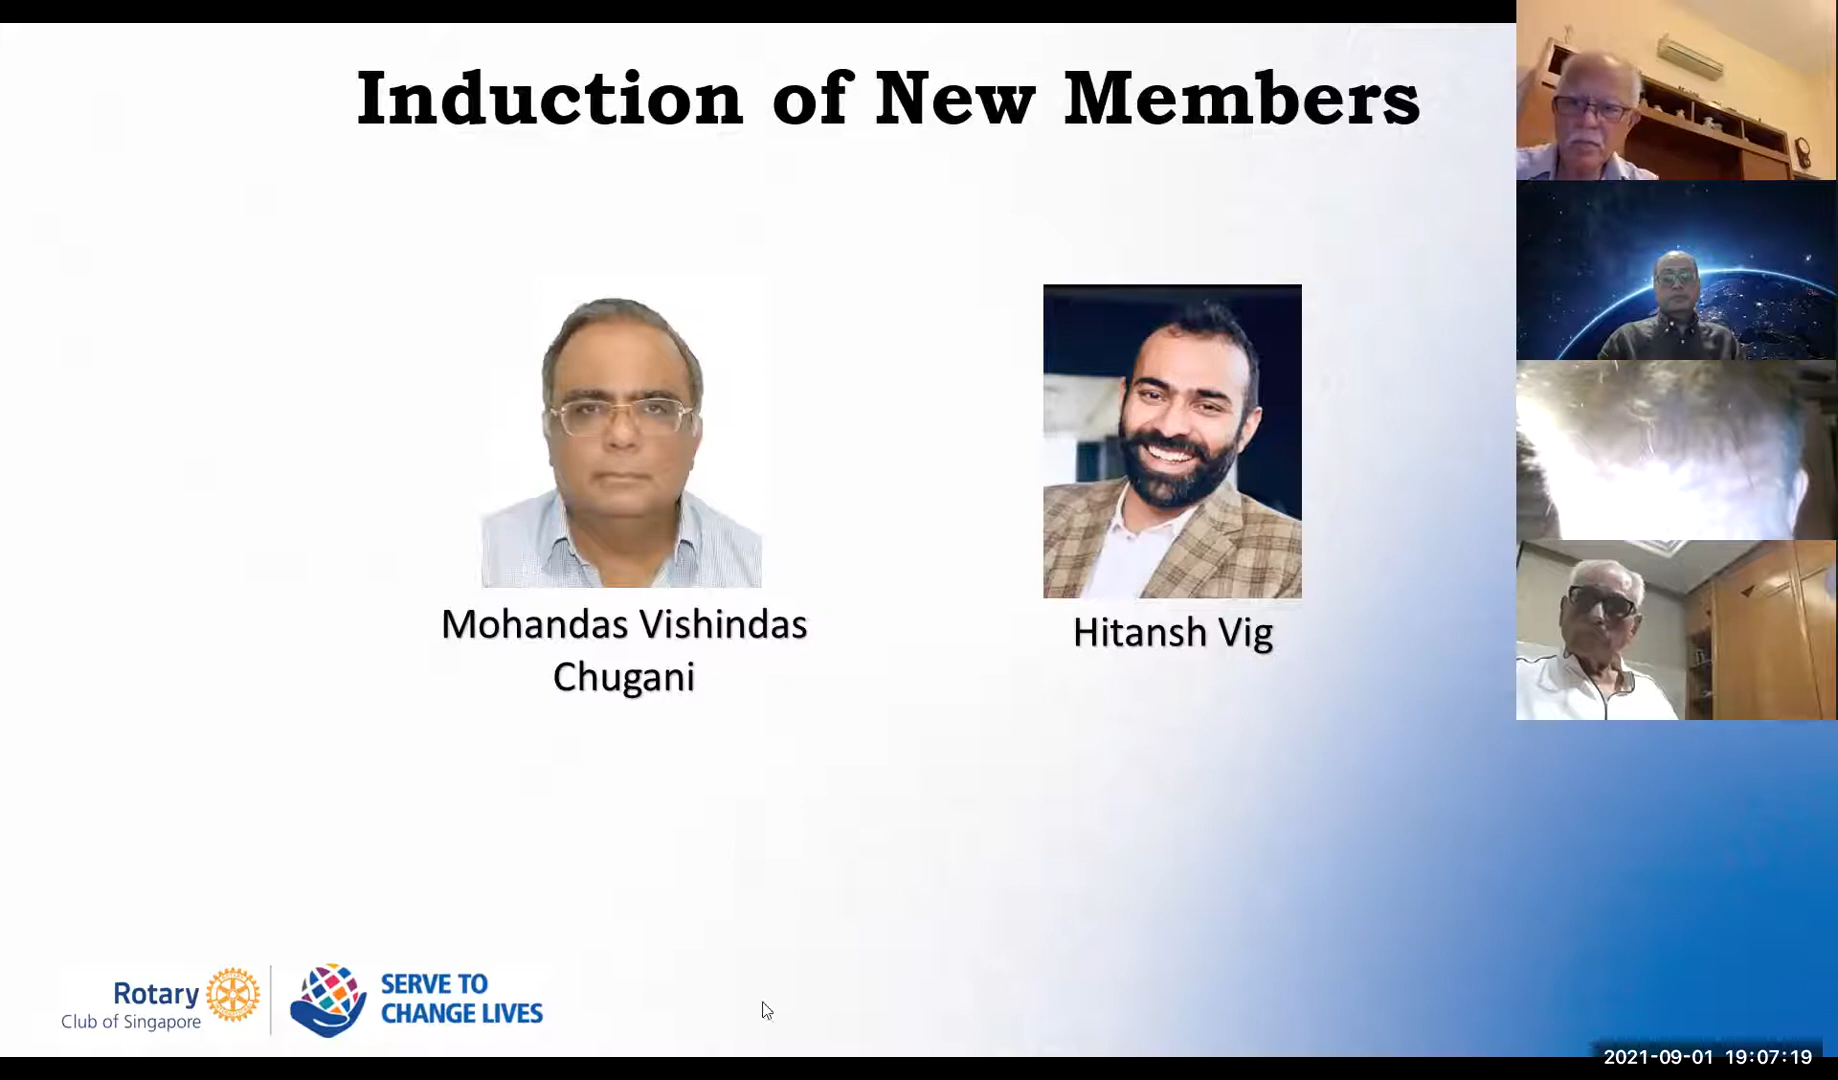 Induction of New Members
Mohandas Vishindas
Chugani
Hitansh Vig
Rotary
Club of Singapore
SERVE TO
CHANGE LIVES
2021-09-01 19:07:19